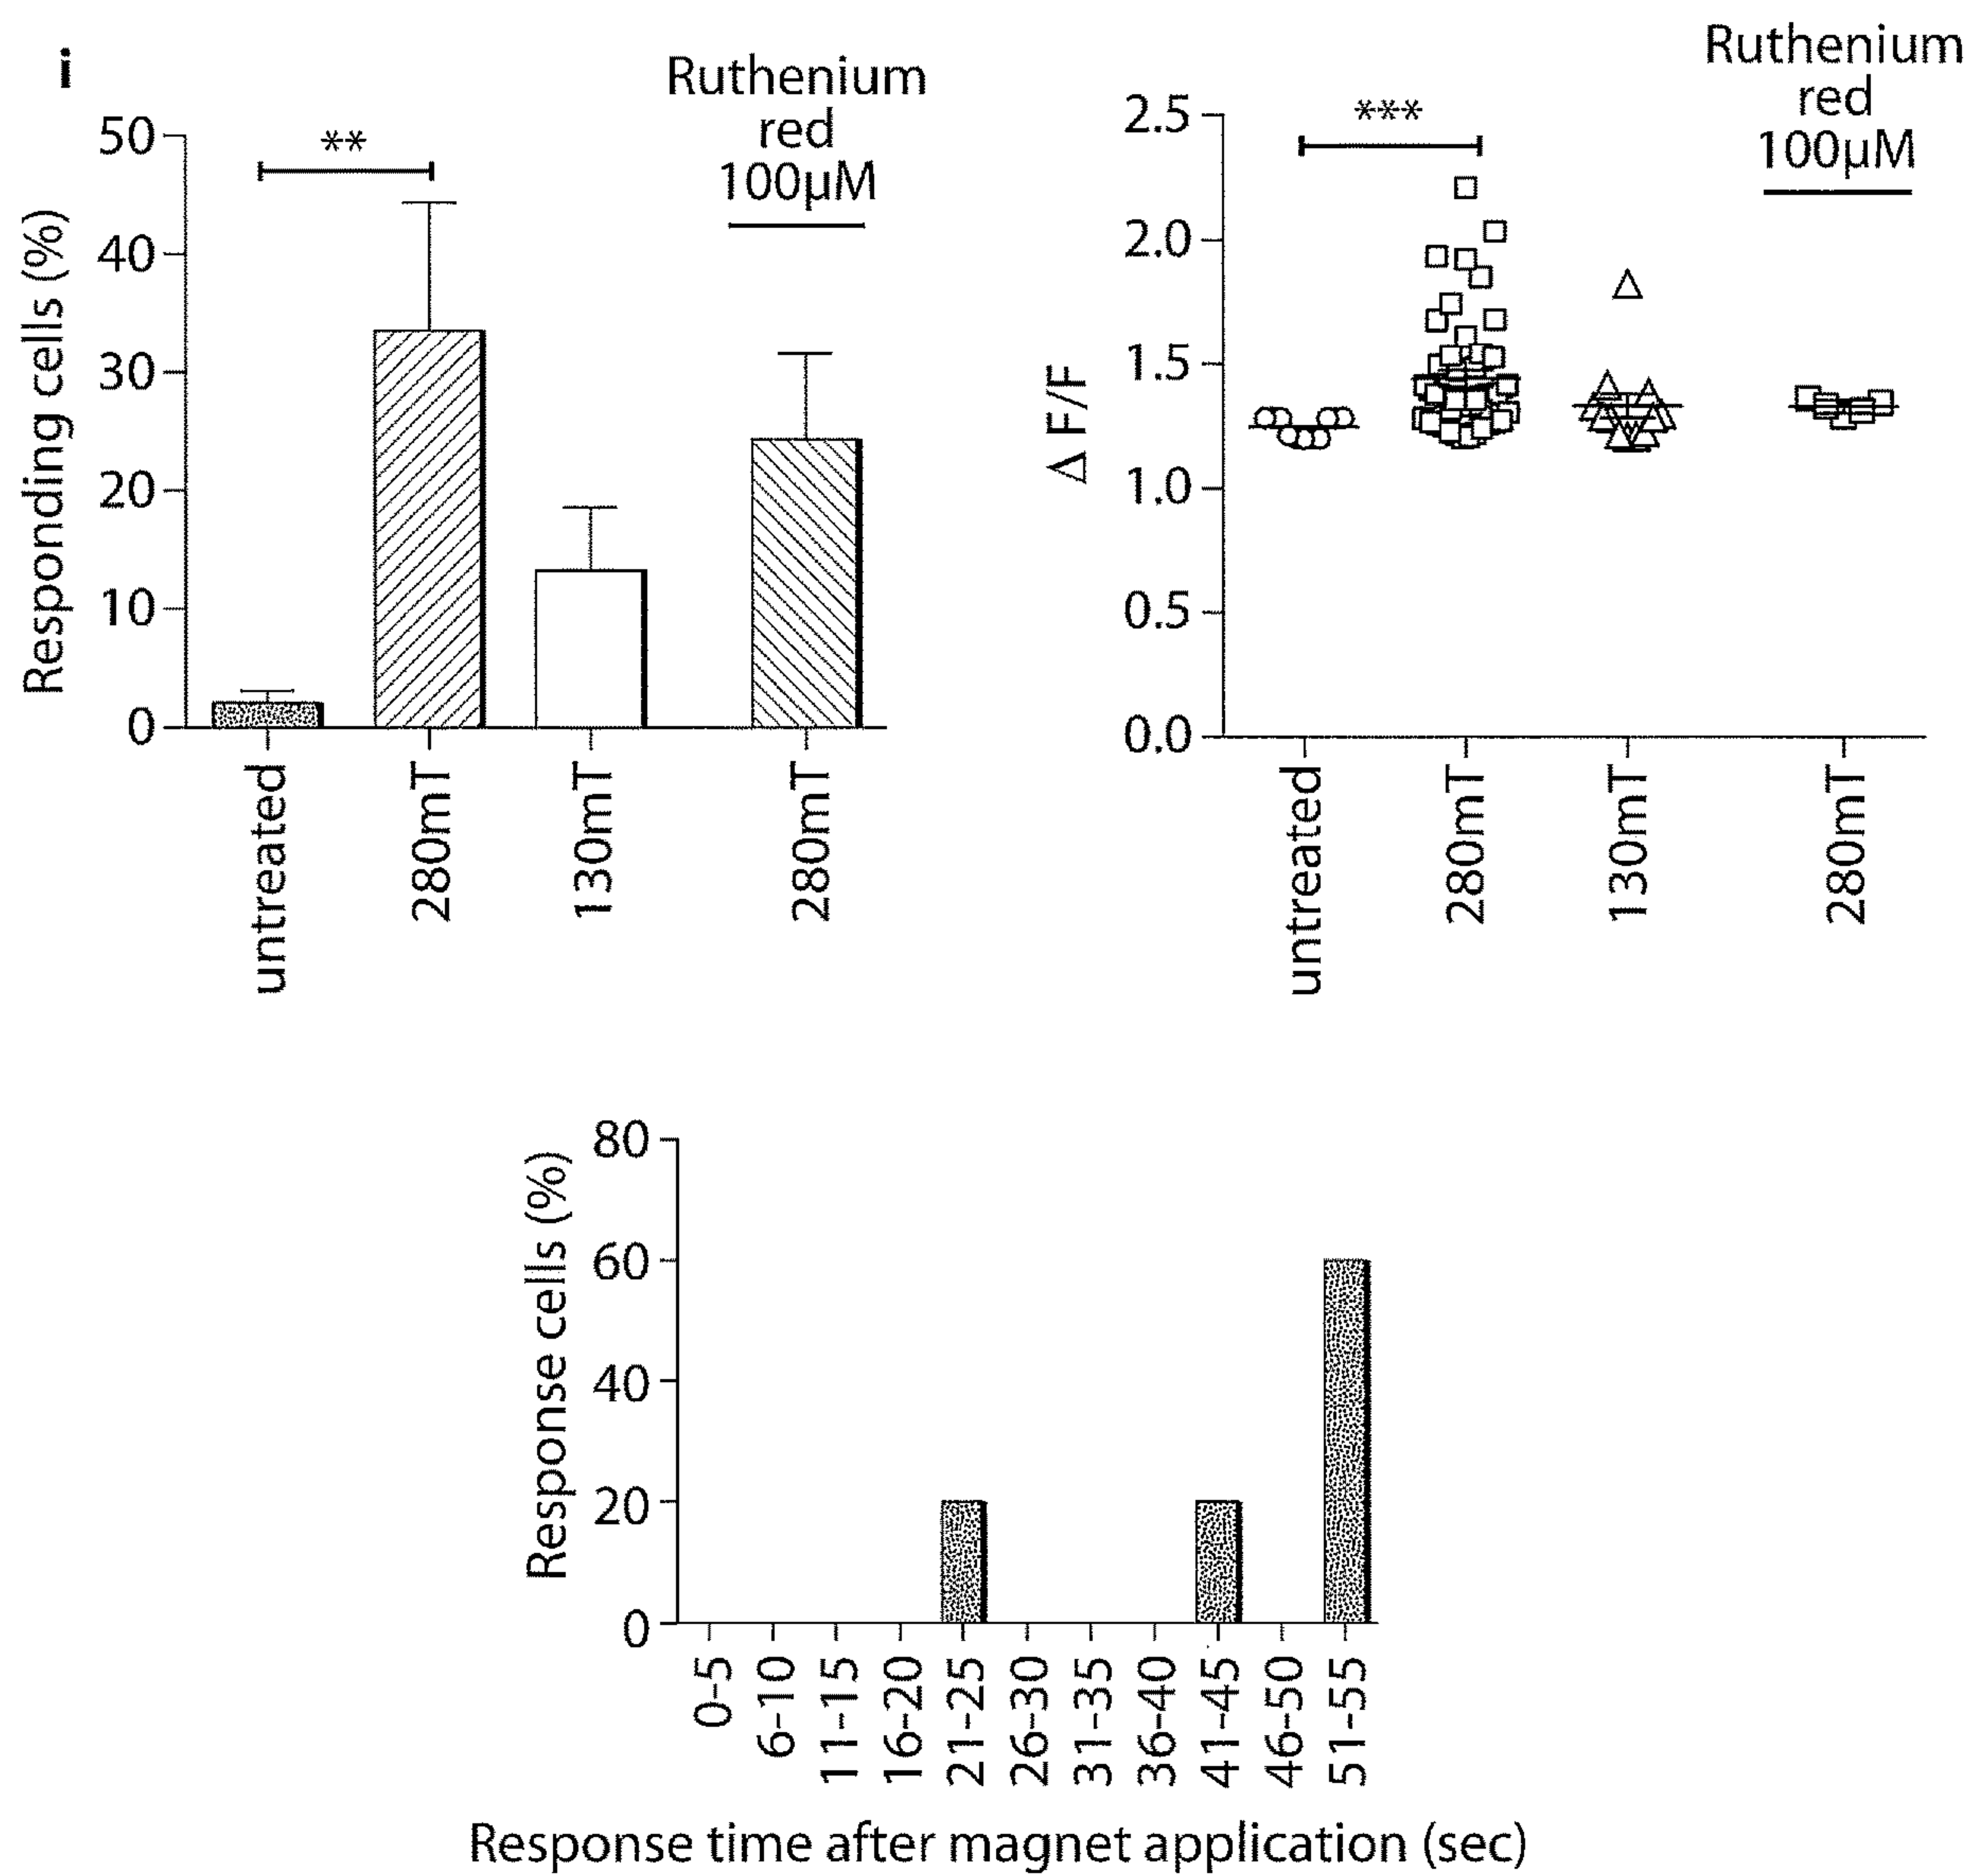 i
Ruthenium
red
100µM
**
Responding cells (%)
50
40
30
20
10
0
untreated
280mT
130mT
280mT
Ruthenium
red
100µM
***
Δ F/F
2.5
2.0
1.5
1.0
0.5
0.0
untreated
280mT
130mT
280mT
Response cells (%)
80
60
40
20
0
0-5
6-10
11-15
16-20
21-25
26-30
31-35
36-40
41-45
46-50
51-55
Response time after magnet application (sec)